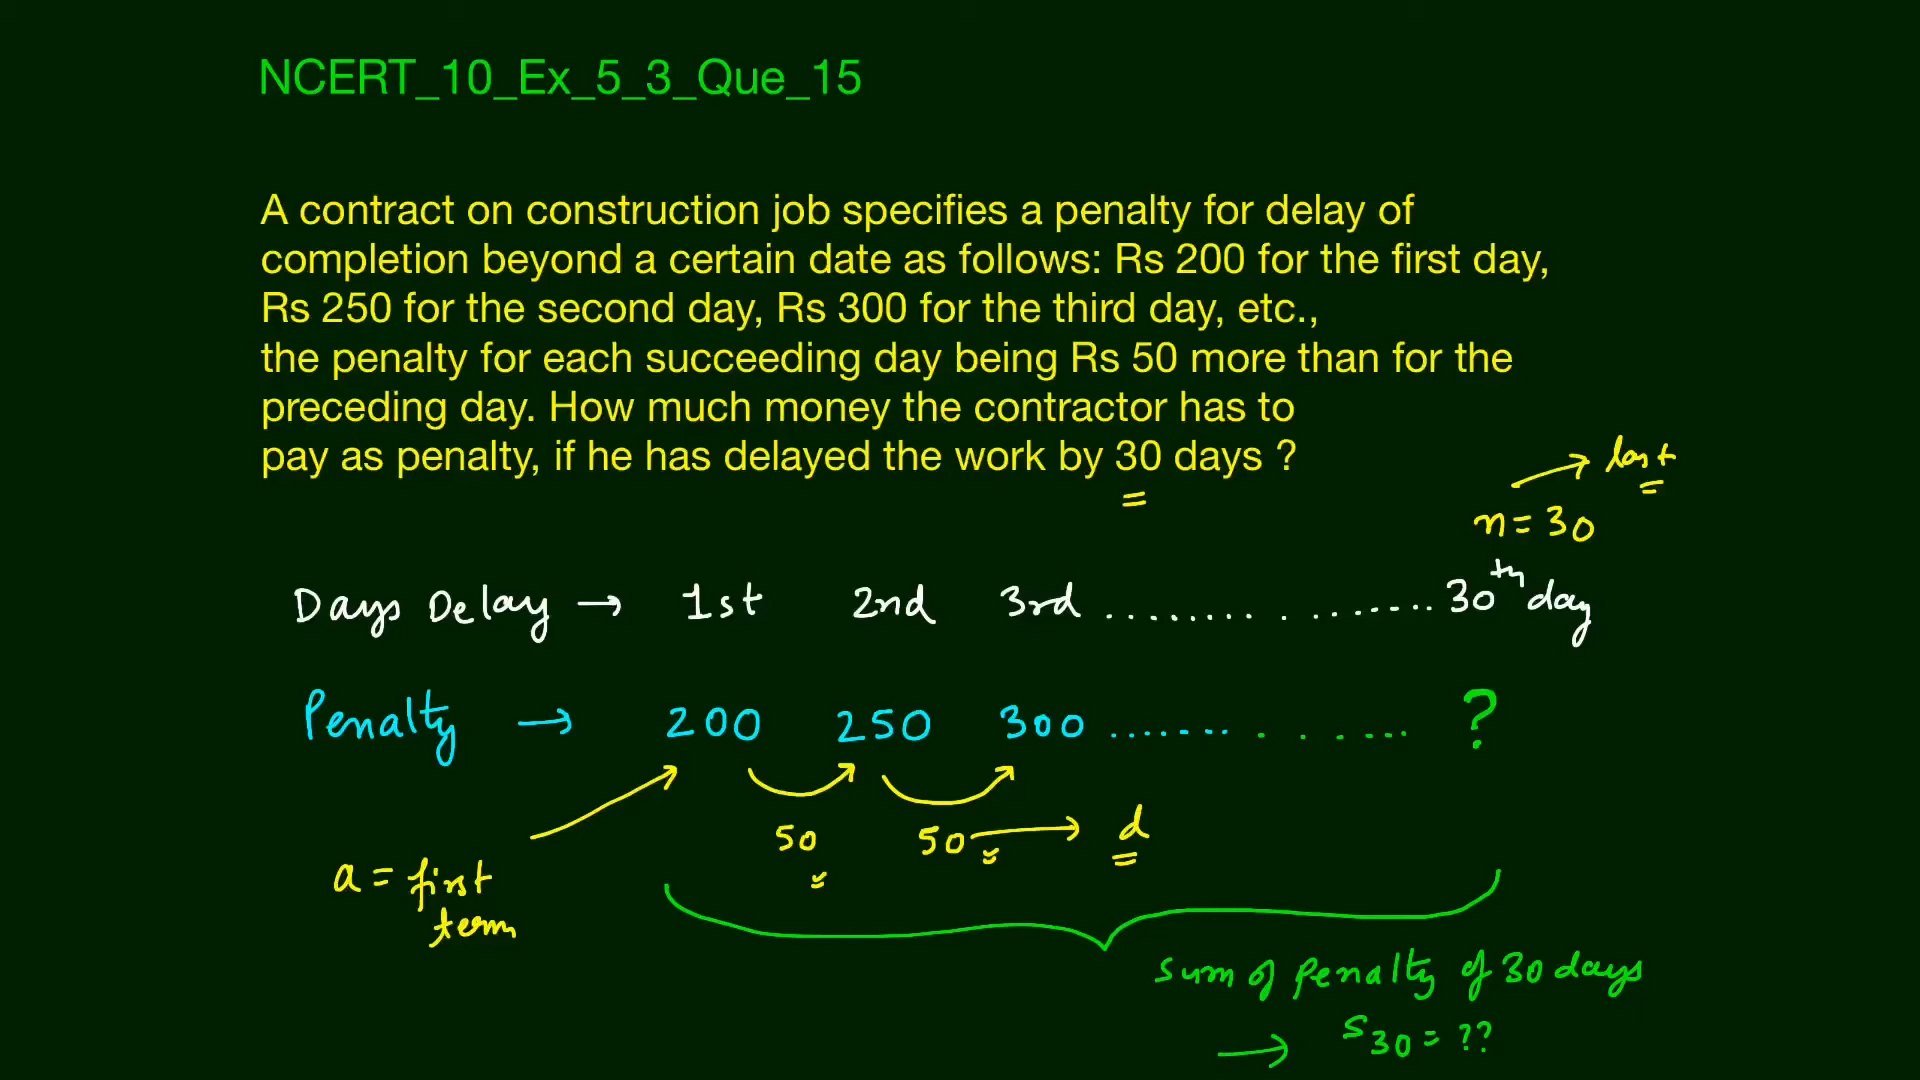 NCERT_10_Ex_5_3_Que_15
A contract on construction job specifies a penalty for delay of
completion beyond a certain date as follows: Rs 200 for the first day,
Rs 250 for the second day, Rs 300 for the third day, etc.,
the penalty for each succeeding day being Rs 50 more than for the
preceding day. How much money the contractor has to
pay as penalty, if he has delayed the work by 30 days ?
last
n = 30
Days Delay → 1st 2nd 3rd ................. 30th day
Penalty → 200 250 300 ............. ?
50 50 → d
a = first
term
sum of penalty of 30 days
→ S30 = ??